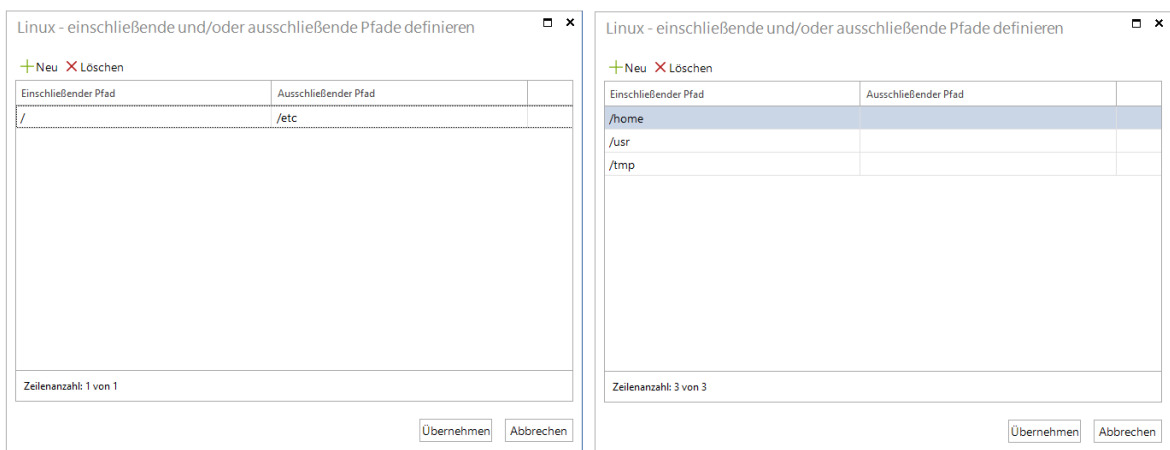 Linux - einschließende und/oder ausschließende Pfade definieren
Neu Löschen
Einschließender Pfad Ausschließender Pfad
/ /etc
Zeilenanzahl: 1 von 1
Übernehmen Abbrechen
Linux - einschließende und/oder ausschließende Pfade definieren
Neu Löschen
Einschließender Pfad Ausschließender Pfad
/home
/usr
/tmp
Zeilenanzahl: 3 von 3
Übernehmen Abbrechen